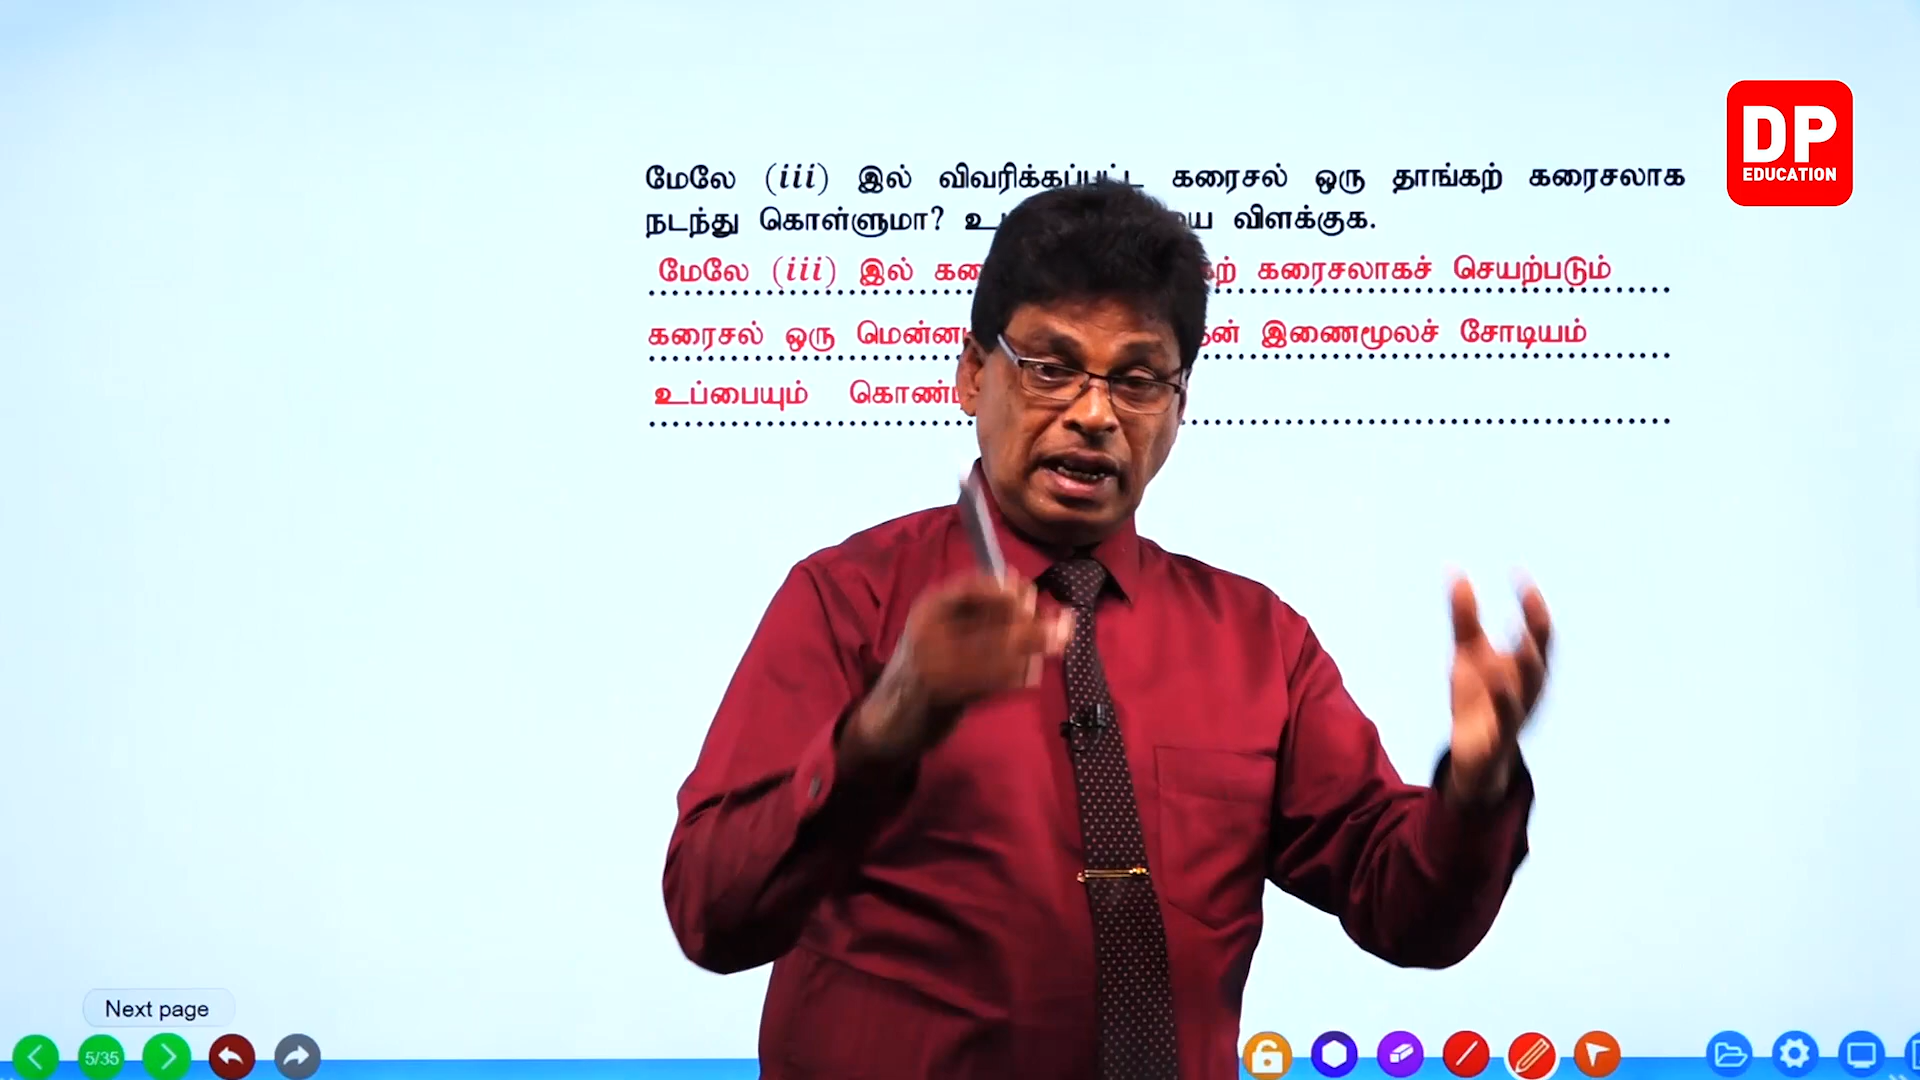 DP
EDUCATION
மேலே (iii) இல் விவரிக்கப்பட்ட கரைசல் ஒரு தாங்கற் கரைசலாக
நடந்து கொள்ளுமா? விளக்குக.
மேலே (iii) இல் கரைசலாகச் செயற்படும்
கரைசல் ஒரு இணைமூலச் சோடியம்
உப்பையும்
Next page
5/35